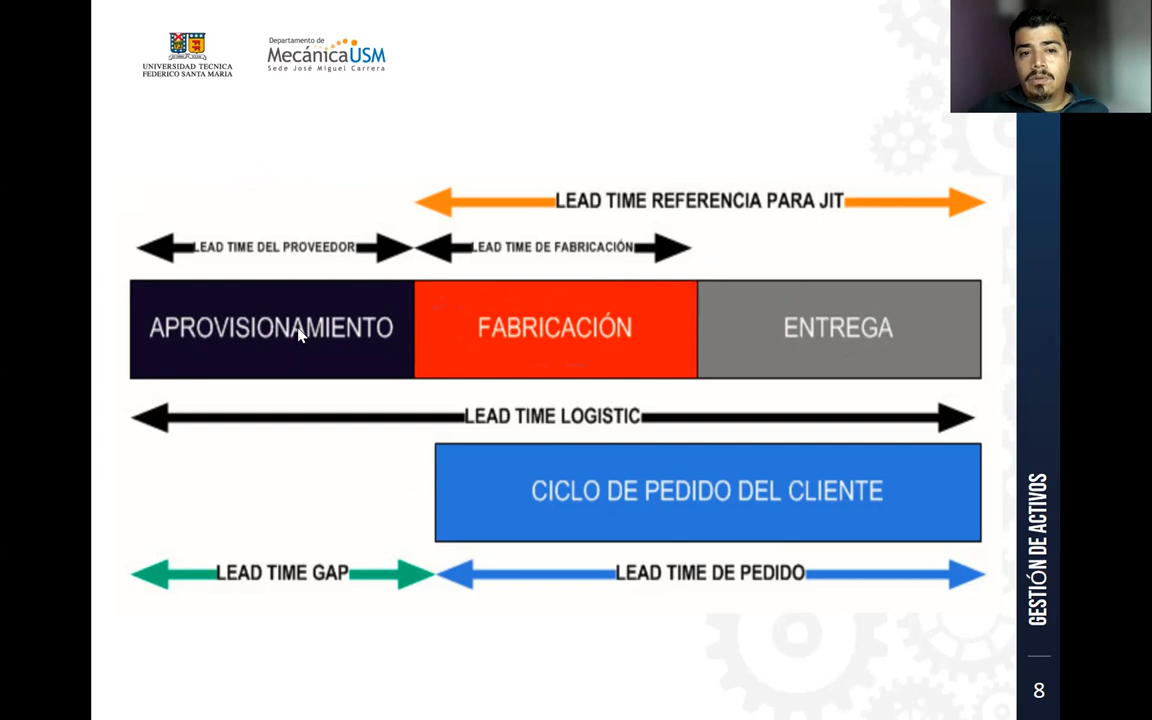 UNIVERSIDAD TECNICA
FEDERICO SANTA MARIA
Departamento de
MecánicaUSM
Sede José Miguel Carrera
LEAD TIME REFERENCIA PARA JIT
LEAD TIME DEL PROVEEDOR
LEAD TIME DE FABRICACIÓN
APROVISIONAMIENTO
FABRICACIÓN
ENTREGA
LEAD TIME LOGISTIC
CICLO DE PEDIDO DEL CLIENTE
LEAD TIME GAP
LEAD TIME DE PEDIDO
GESTIÓN DE ACTIVOS
8